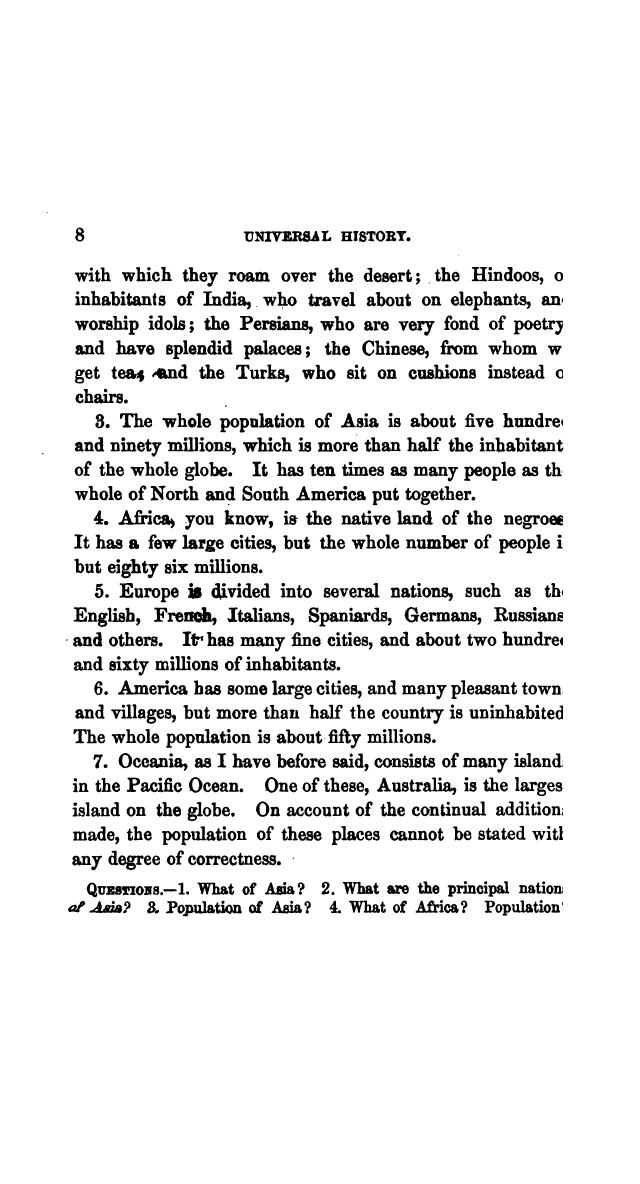 8 UNIVERSAL HISTORY.
with which they roam over the desert; the Hindoos, o
inhabitants of India, who travel about on elephants, an
worship idols; the Persians, who are very fond of poetry
and have splendid palaces; the Chinese, from whom w
get tea; and the Turks, who sit on cushions instead o
chairs.
3. The whole population of Asia is about five hundre
and ninety millions, which is more than half the inhabitant
of the whole globe. It has ten times as many people as th
whole of North and South America put together.
4. Africa, you know, is the native land of the negroes
It has a few large cities, but the whole number of people i
but eighty six millions.
5. Europe is divided into several nations, such as th
English, French, Italians, Spaniards, Germans, Russians
and others. It has many fine cities, and about two hundre
and sixty millions of inhabitants.
6. America has some large cities, and many pleasant town
and villages, but more than half the country is uninhabited
The whole population is about fifty millions.
7. Oceania, as I have before said, consists of many island
in the Pacific Ocean. One of these, Australia, is the larges
island on the globe. On account of the continual addition
made, the population of these places cannot be stated with
any degree of correctness.
QUESTIONS.—1. What of Asia? 2. What are the principal nation
of Asia? 3. Population of Asia? 4. What of Africa? Population